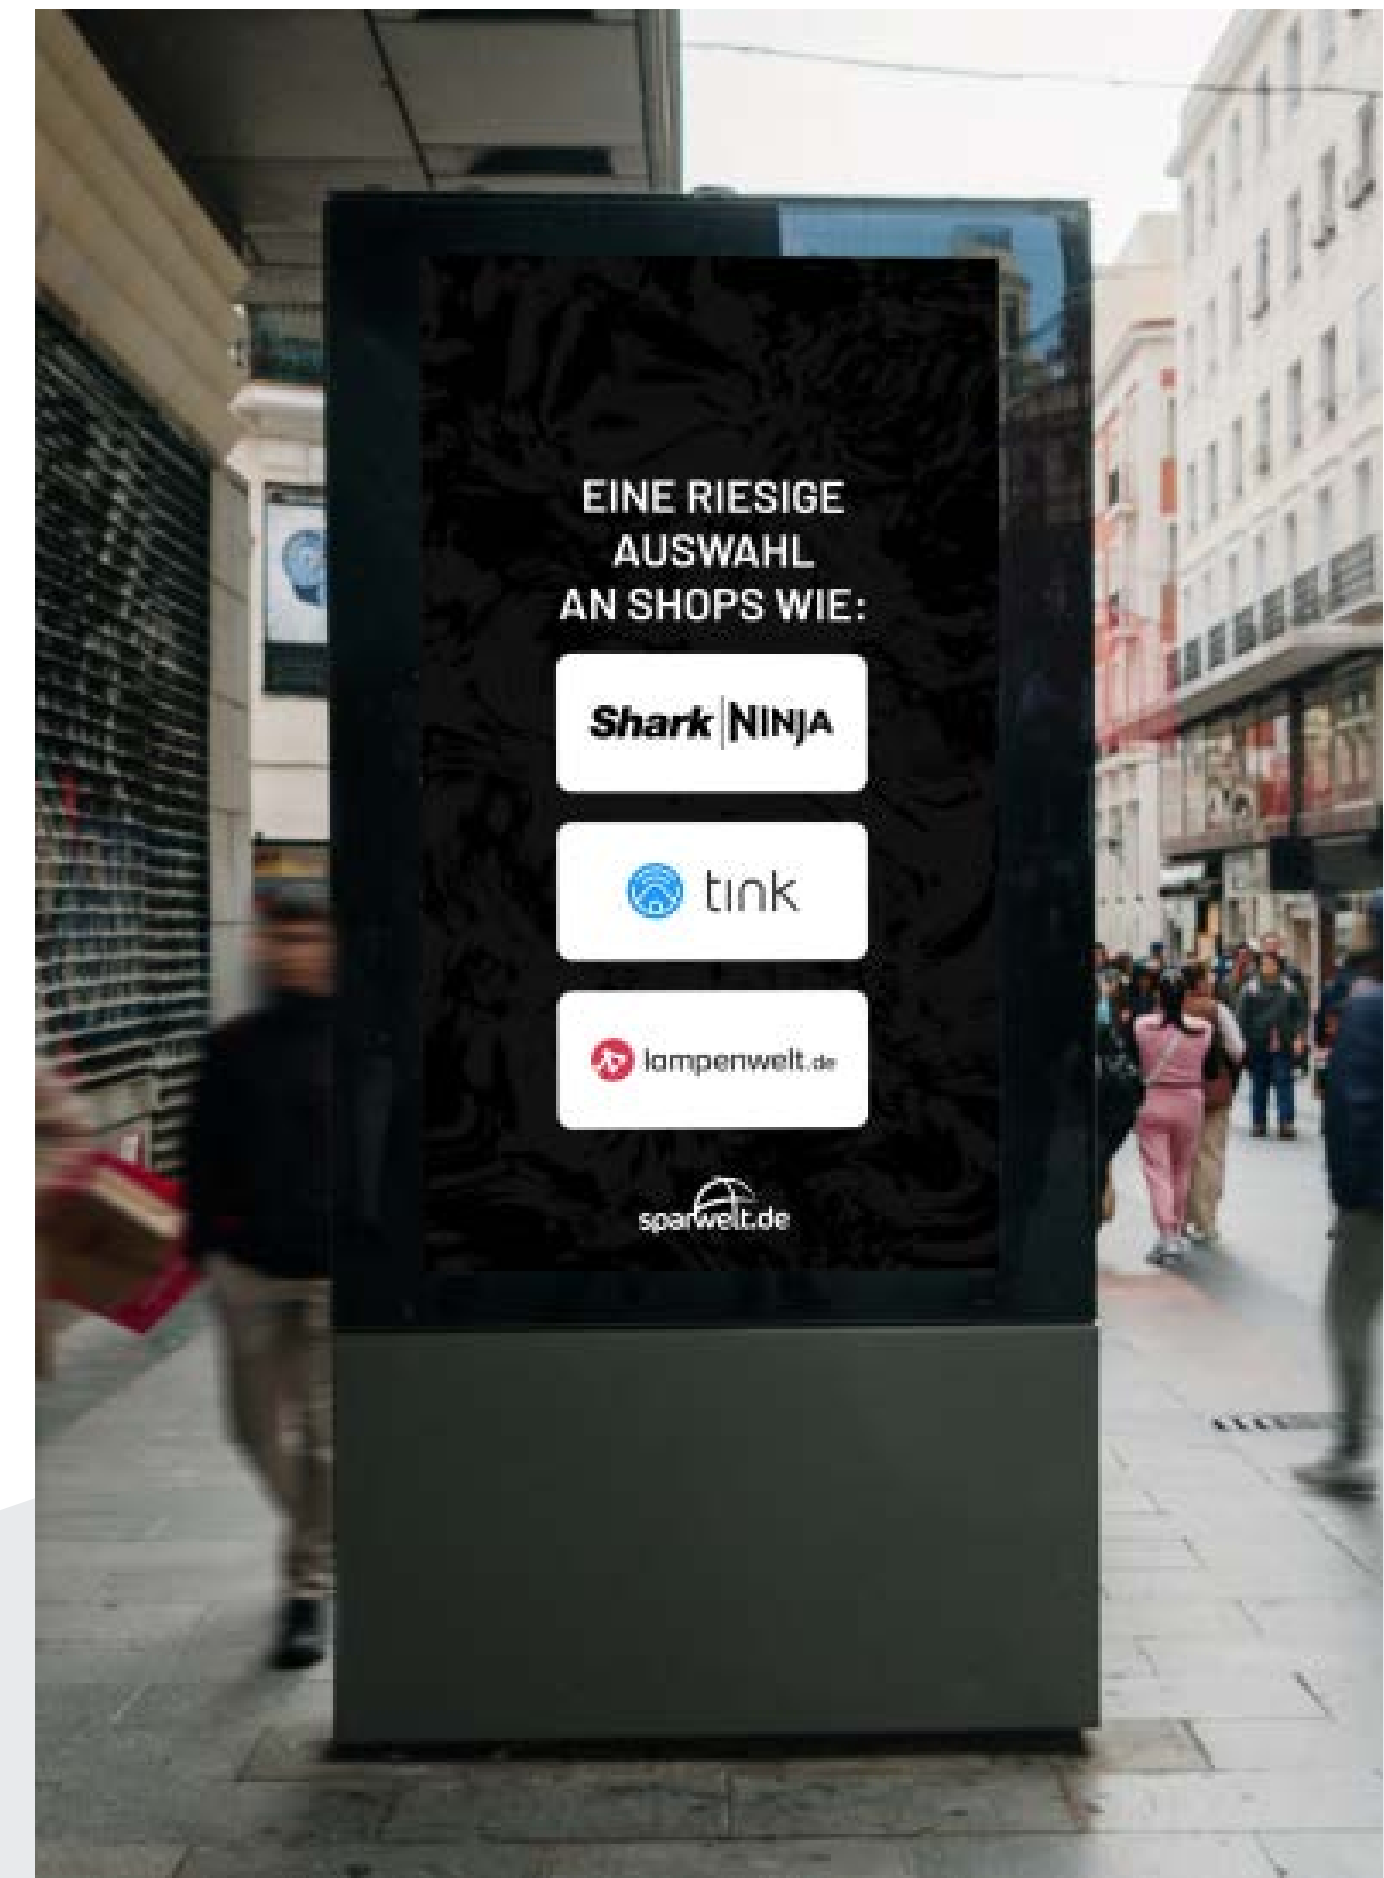 EINE RIESIGE
AUSWAHL
AN SHOPS WIE:
Shark | NINJA
tink
lampenwelt.de
sparwelt.de